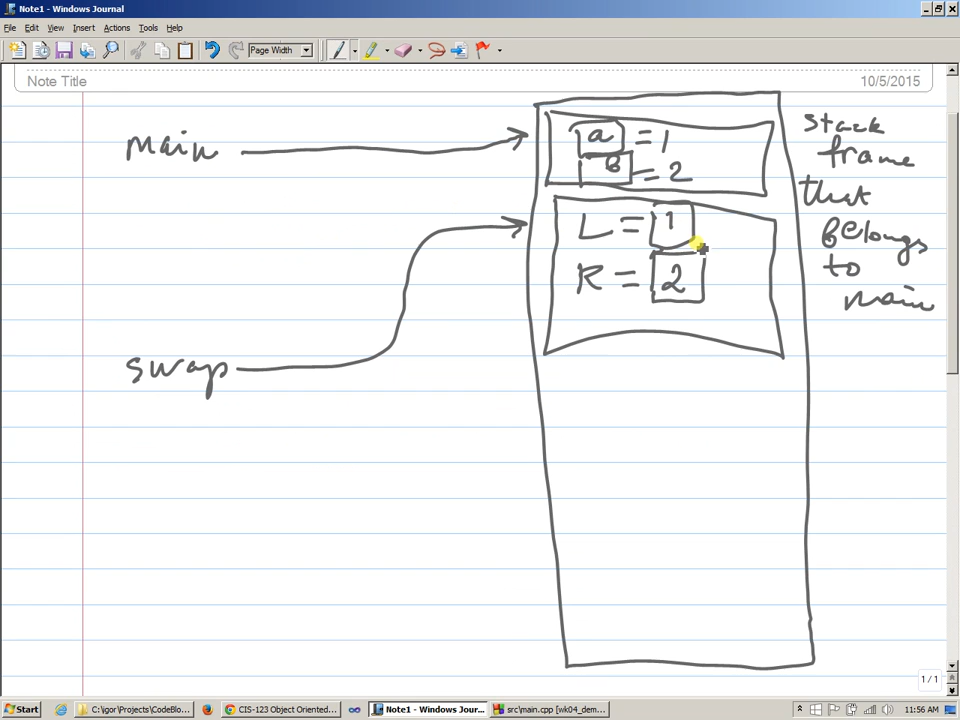 Note1 - Windows Journal
File Edit View Insert Actions Tools Help
Page Width
Note Title 10/5/2015
main
a = 1
B = 2
stack
frame
that
Belongs
to
main
L = 1
R = 2
swap
1 / 1
Start C:\igor\Projects\CodeBlo... CIS-123 Object Oriented... Note1 - Windows Jour... src\main.cpp [wk04_dem... 11:56 AM